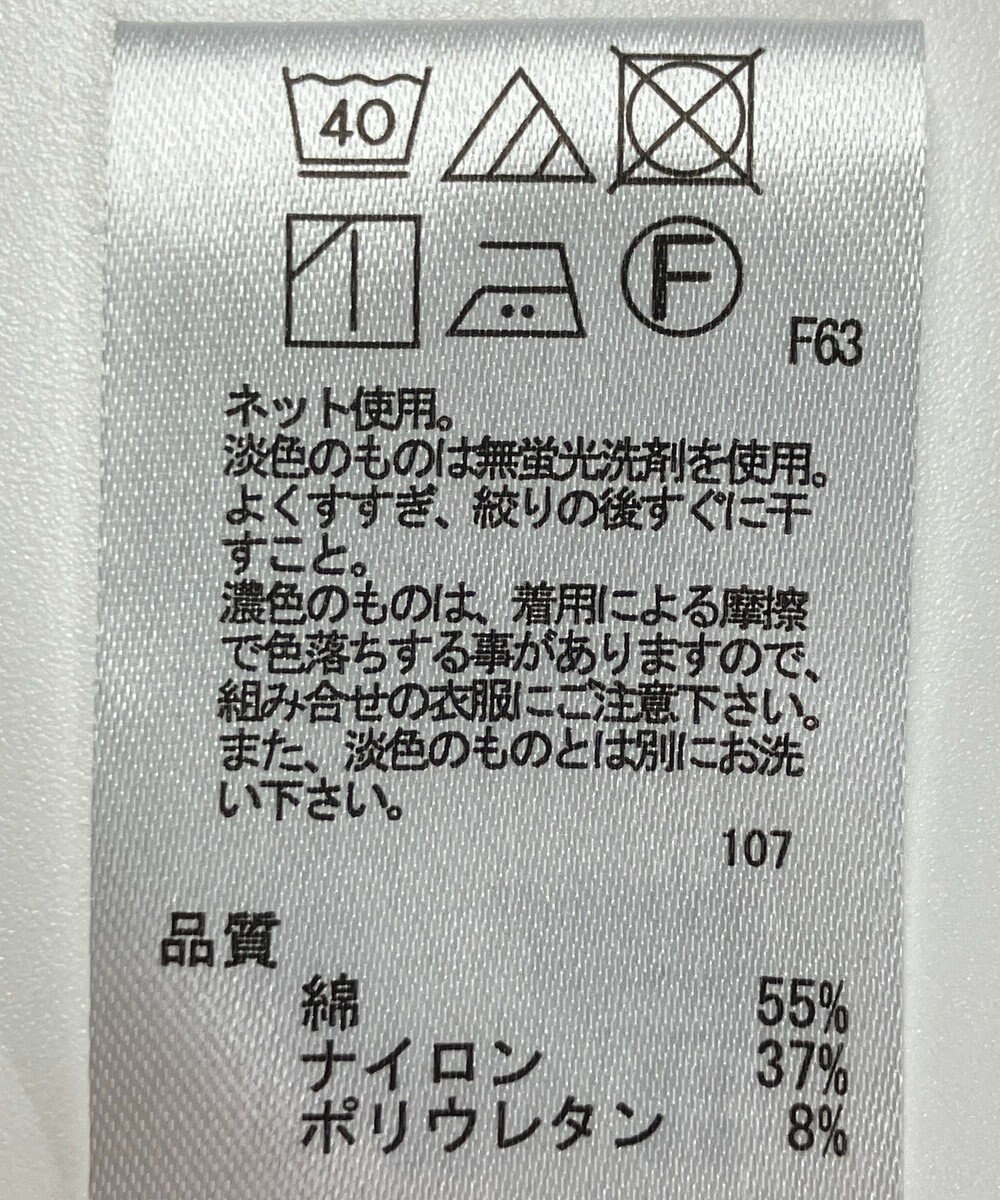 40
F
F63
ネット使用。
淡色のものは無蛍光洗剤を使用。
よくすすぎ、絞りの後すぐに干
すこと。
濃色のものは、着用による摩擦
で色落ちする事がありますので、
組み合せの衣服にご注意下さい。
また、淡色のものとは別にお洗
い下さい。
107
品質
綿 55%
ナイロン 37%
ポリウレタン 8%